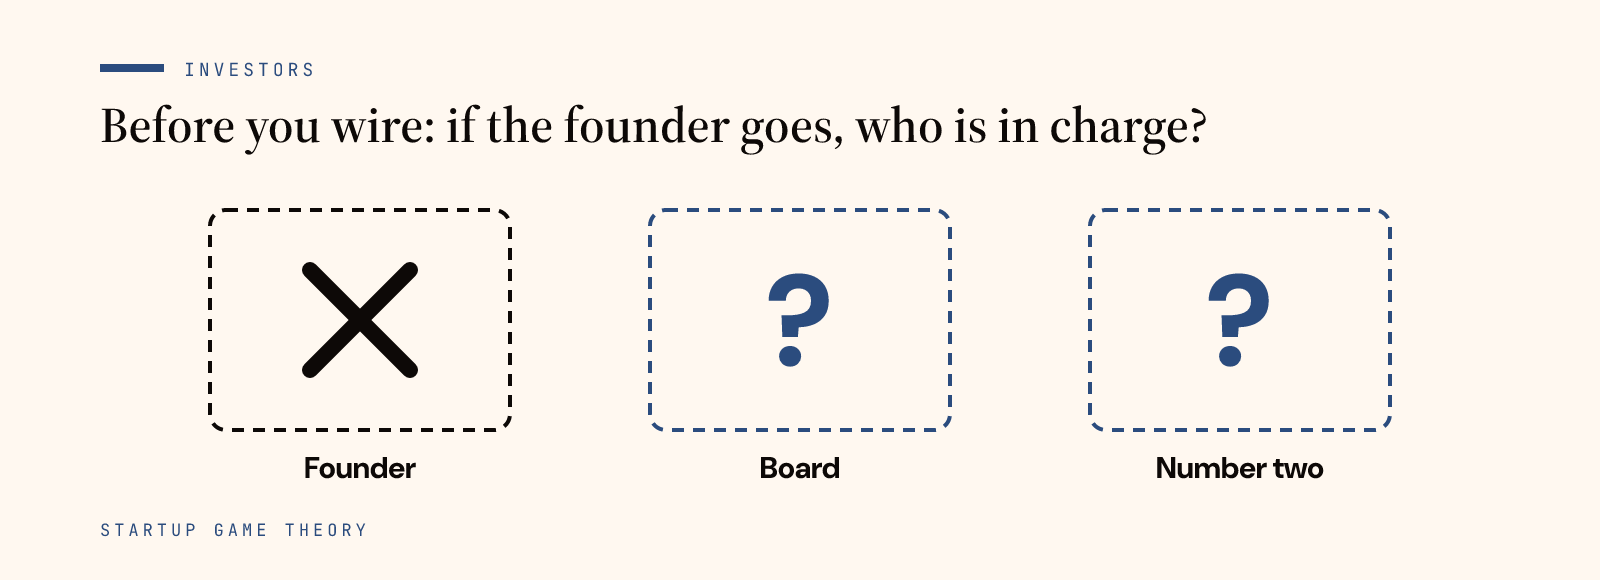 INVESTORS
Before you wire: if the founder goes, who is in charge?
? ?
Founder Board Number two
STARTUP GAME THEORY